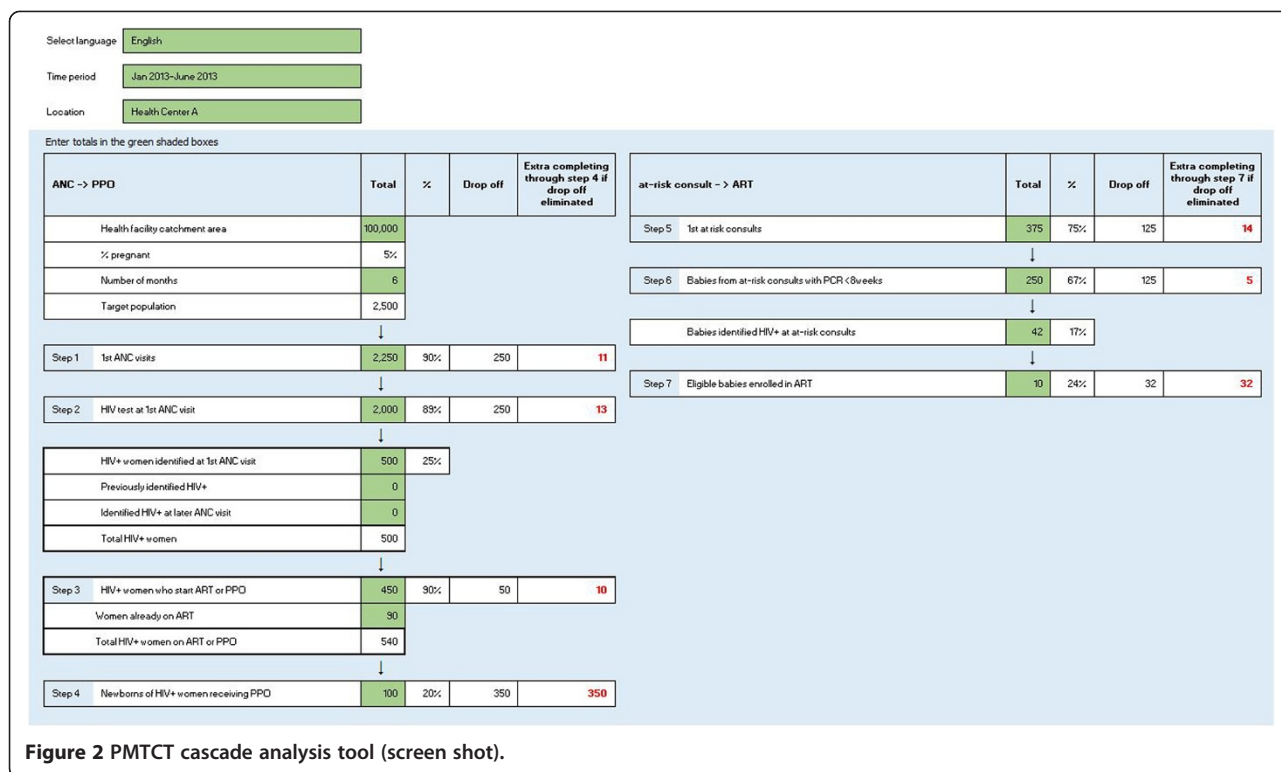 Select language English
Time period Jan 2013-June 2013
Location Health Center A
Enter totals in the green shaded boxes
ANC -> PPO Total % Drop off Extra completing through step 4 if drop off eliminated
Health facility catchment area 100,000
% pregnant 5%
Number of months 6
Target population 2,500
↓
Step 1 1st ANC visits 2,250 90% 250 11
↓
Step 2 HIV test at 1st ANC visit 2,000 89% 250 13
↓
HIV+ women identified at 1st ANC visit 500 25%
Previously identified HIV+ 0
Identified HIV+ at later ANC visit 0
Total HIV+ women 500
↓
Step 3 HIV+ women who start ART or PPO 450 90% 50 10
Women already on ART 90
Total HIV+ women on ART or PPO 540
↓
Step 4 Newborns of HIV+ women receiving PPO 100 20% 350 350
at-risk consult -> ART Total % Drop off Extra completing through step 7 if drop off eliminated
Step 5 1st at risk consults 375 75% 125 14
↓
Step 6 Babies from at-risk consults with PCR <8weeks 250 67% 125 5
↓
Babies identified HIV+ at at-risk consults 42 17%
↓
Step 7 Eligible babies enrolled in ART 10 24% 32 32
Figure 2 PMTCT cascade analysis tool (screen shot).